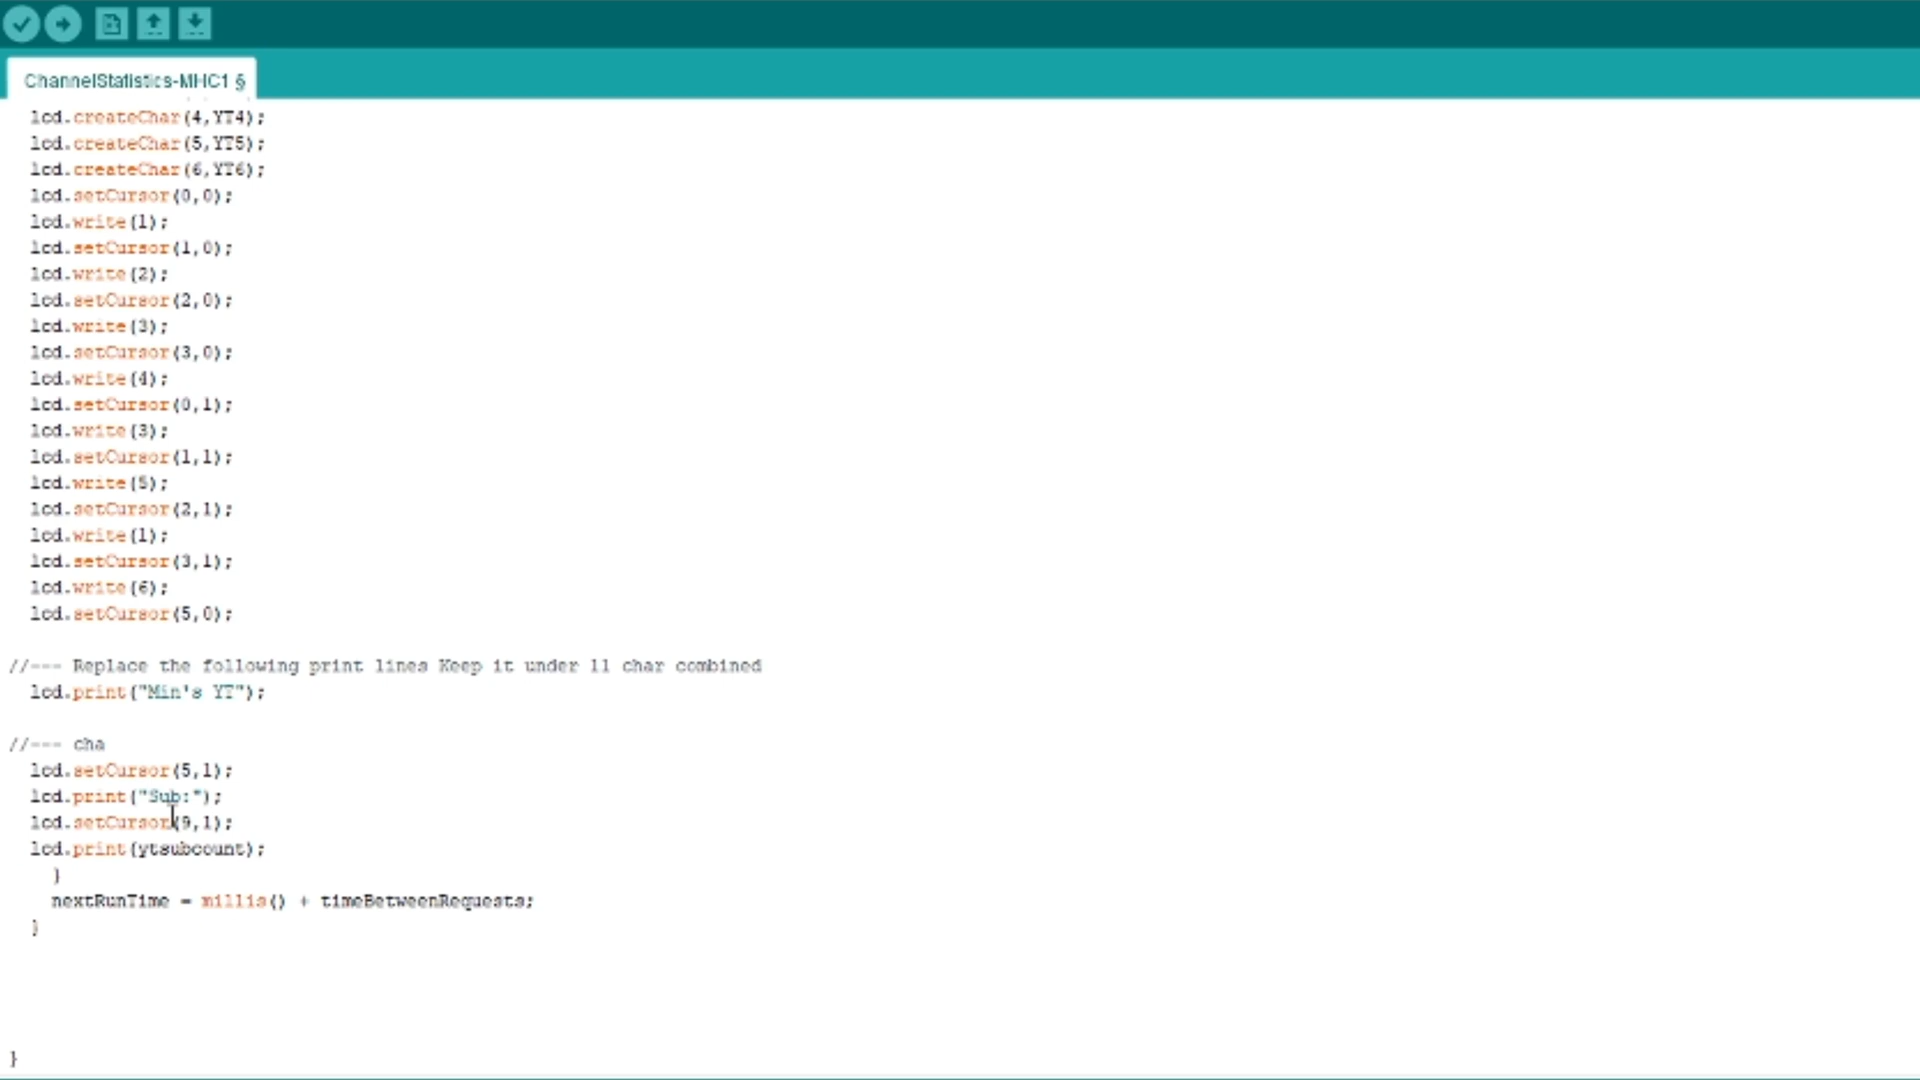 ChannelStatistics-MHC1 §
lcd.createChar(4,YT4);
lcd.createChar(5,YT5);
lcd.createChar(6,YT6);
lcd.setCursor(0,0);
lcd.write(1);
lcd.setCursor(1,0);
lcd.write(2);
lcd.setCursor(2,0);
lcd.write(3);
lcd.setCursor(3,0);
lcd.write(4);
lcd.setCursor(0,1);
lcd.write(3);
lcd.setCursor(1,1);
lcd.write(5);
lcd.setCursor(2,1);
lcd.write(1);
lcd.setCursor(3,1);
lcd.write(6);
lcd.setCursor(5,0);
//--- Replace the following print lines Keep it under 11 char combined
lcd.print("Min's YT");
//--- cha
lcd.setCursor(5,1);
lcd.print("Sub:");
lcd.setCursor(9,1);
lcd.print(ytsubcount);
}
nextRunTime = millis() + timeBetweenRequests;
}
}